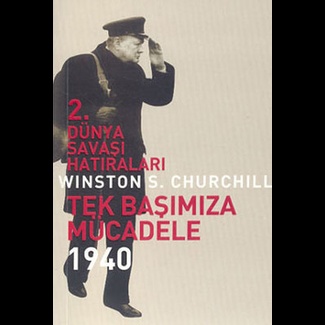 2.
DÜNYA
SAVAŞI
HATIRALARI
WINSTON S. CHURCHILL
TEK BAŞIMIZA
MÜCADELE
1940